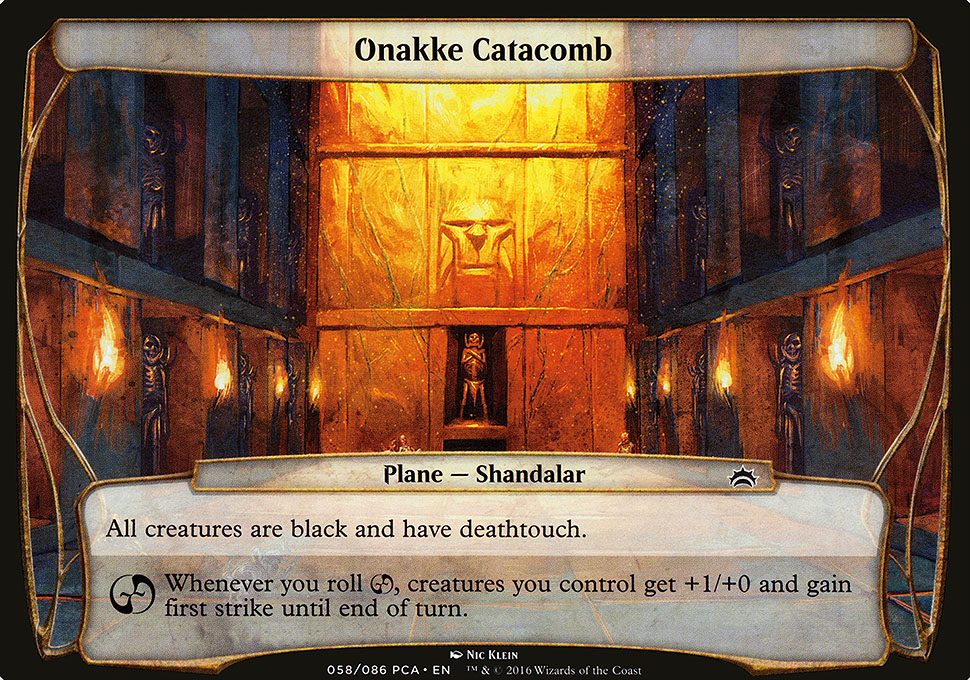 Onakke Catacomb
Plane — Shandalar
All creatures are black and have deathtouch.
Whenever you roll , creatures you control get +1/+0 and gain
first strike until end of turn.
Nic Klein
058/086 PCA • EN ™ & © 2016 Wizards of the Coast